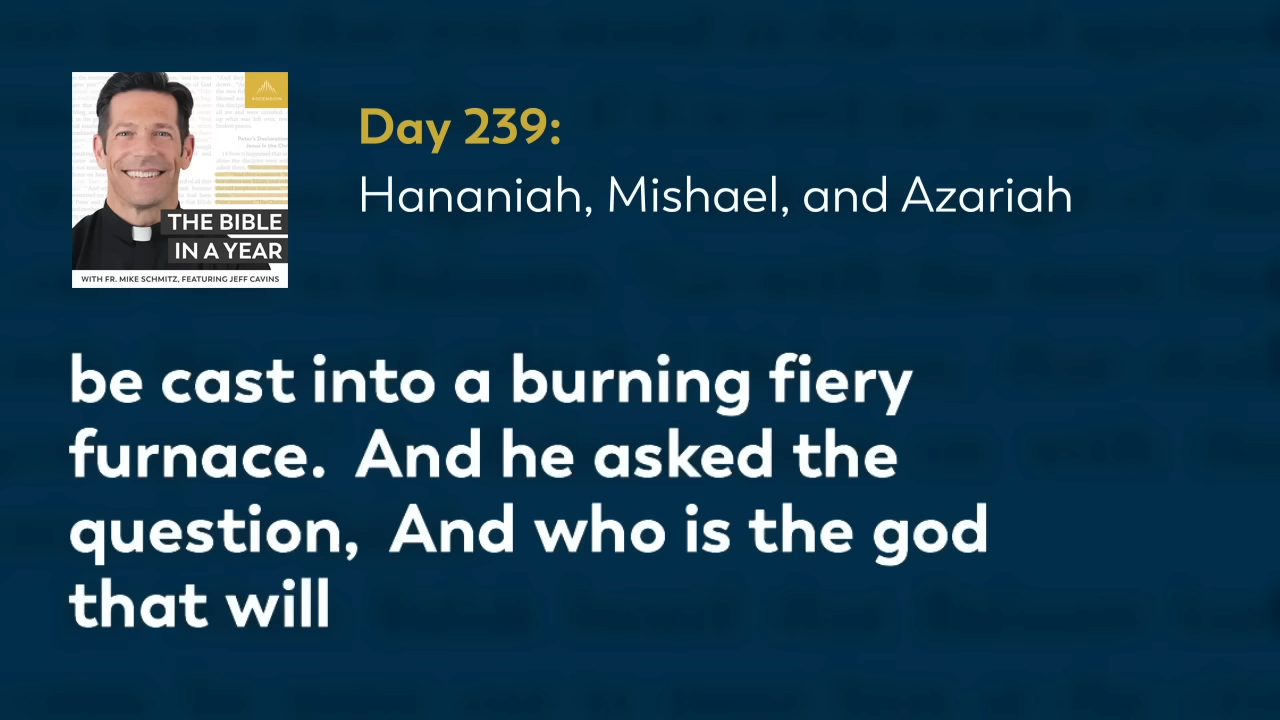 ASCENSION
THE BIBLE
IN A YEAR
WITH FR. MIKE SCHMITZ, FEATURING JEFF CAVINS
Day 239:
Hananiah, Mishael, and Azariah
be cast into a burning fiery
furnace.  And he asked the
question,  And who is the god
that will